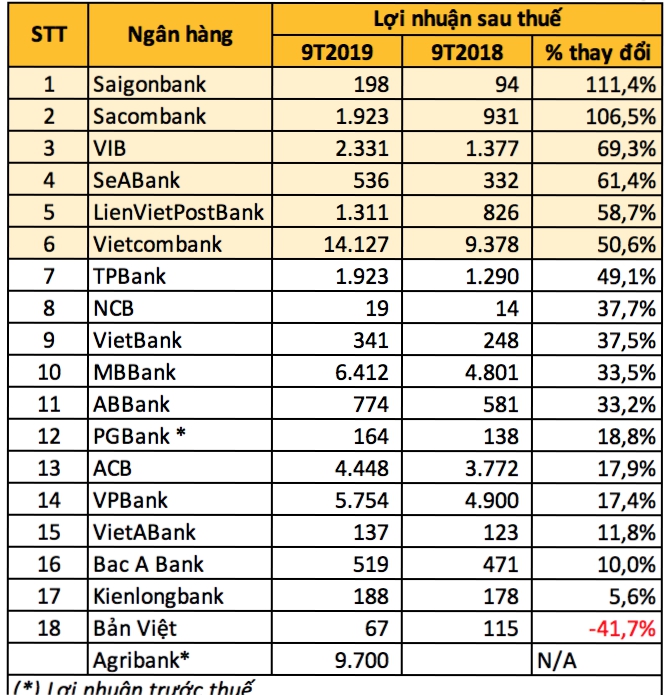 STT Ngân hàng Lợi nhuận sau thuế
9T2019 9T2018 % thay đổi
1 Saigonbank 198 94 111,4%
2 Sacombank 1.923 931 106,5%
3 VIB 2.331 1.377 69,3%
4 SeABank 536 332 61,4%
5 LienVietPostBank 1.311 826 58,7%
6 Vietcombank 14.127 9.378 50,6%
7 TPBank 1.923 1.290 49,1%
8 NCB 19 14 37,7%
9 VietBank 341 248 37,5%
10 MBBank 6.412 4.801 33,5%
11 ABBank 774 581 33,2%
12 PGBank * 164 138 18,8%
13 ACB 4.448 3.772 17,9%
14 VPBank 5.754 4.900 17,4%
15 VietABank 137 123 11,8%
16 Bac A Bank 519 471 10,0%
17 Kienlongbank 188 178 5,6%
18 Bản Việt 67 115 -41,7%
Agribank* 9.700 N/A
(*) Lợi nhuận trước thuế